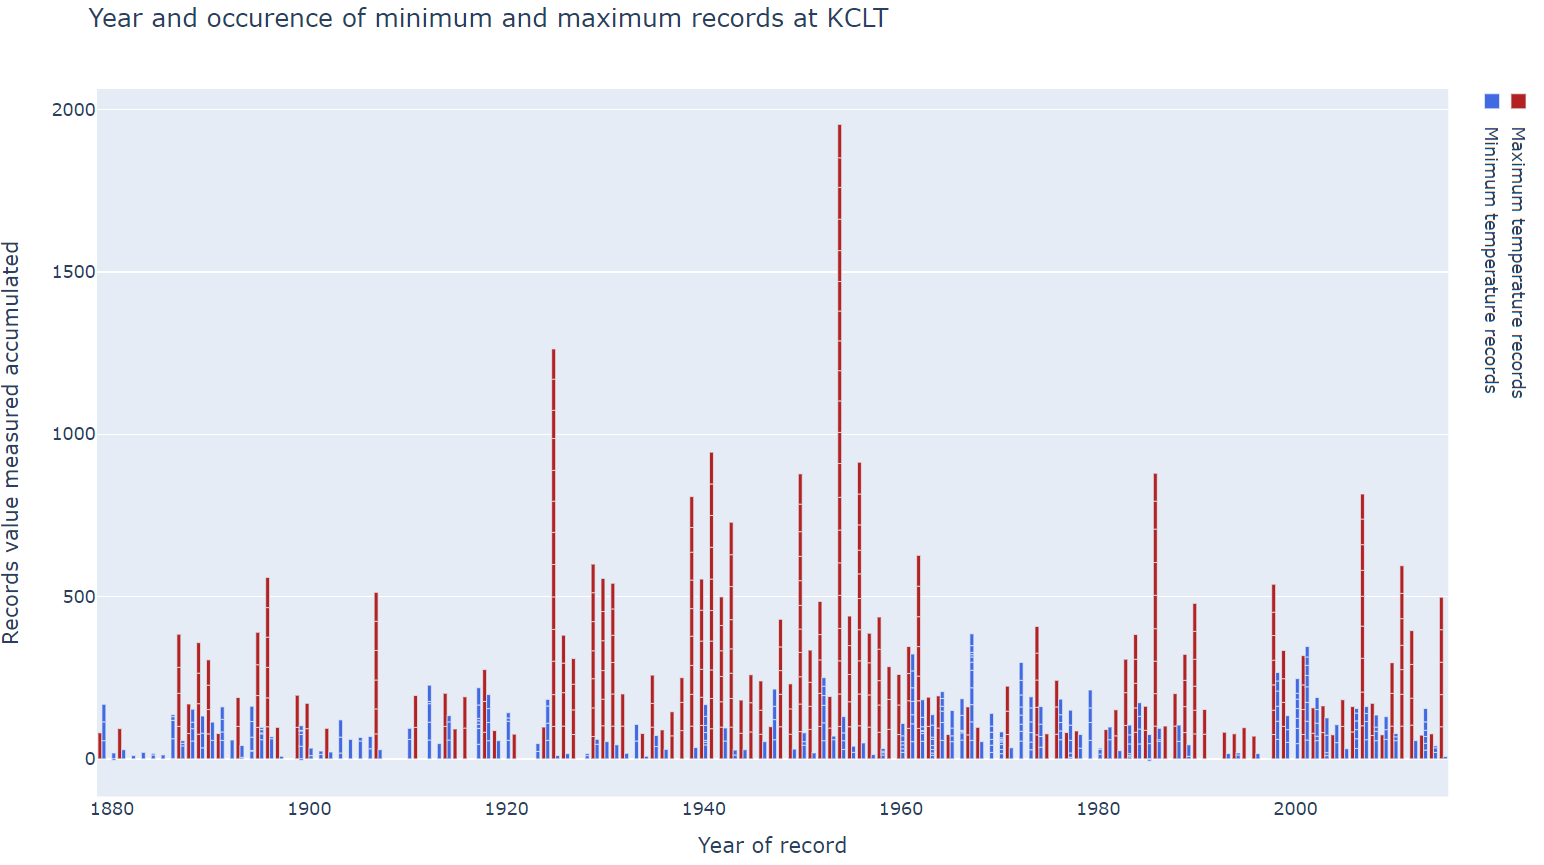 Year and occurence of minimum and maximum records at KCLT
2000
1500
1000
500
0
Records value measured accumulated
1880
1900
1920
1940
1960
1980
2000
Year of record
Maximum temperature records
Minimum temperature records